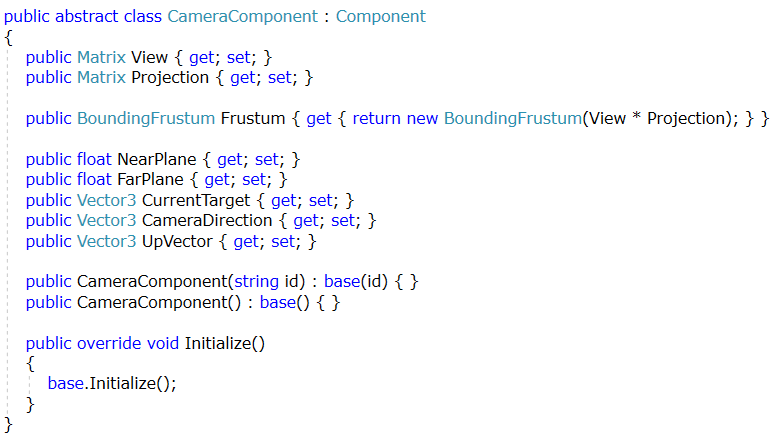 public abstract class CameraComponent : Component
{
public Matrix View { get; set; }
public Matrix Projection { get; set; }
public BoundingFrustum Frustum { get { return new BoundingFrustum(View * Projection); } }
public float NearPlane { get; set; }
public float FarPlane { get; set; }
public Vector3 CurrentTarget { get; set; }
public Vector3 CameraDirection { get; set; }
public Vector3 UpVector { get; set; }
public CameraComponent(string id) : base(id) { }
public CameraComponent() : base() { }
public override void Initialize()
{
base.Initialize();
}
}